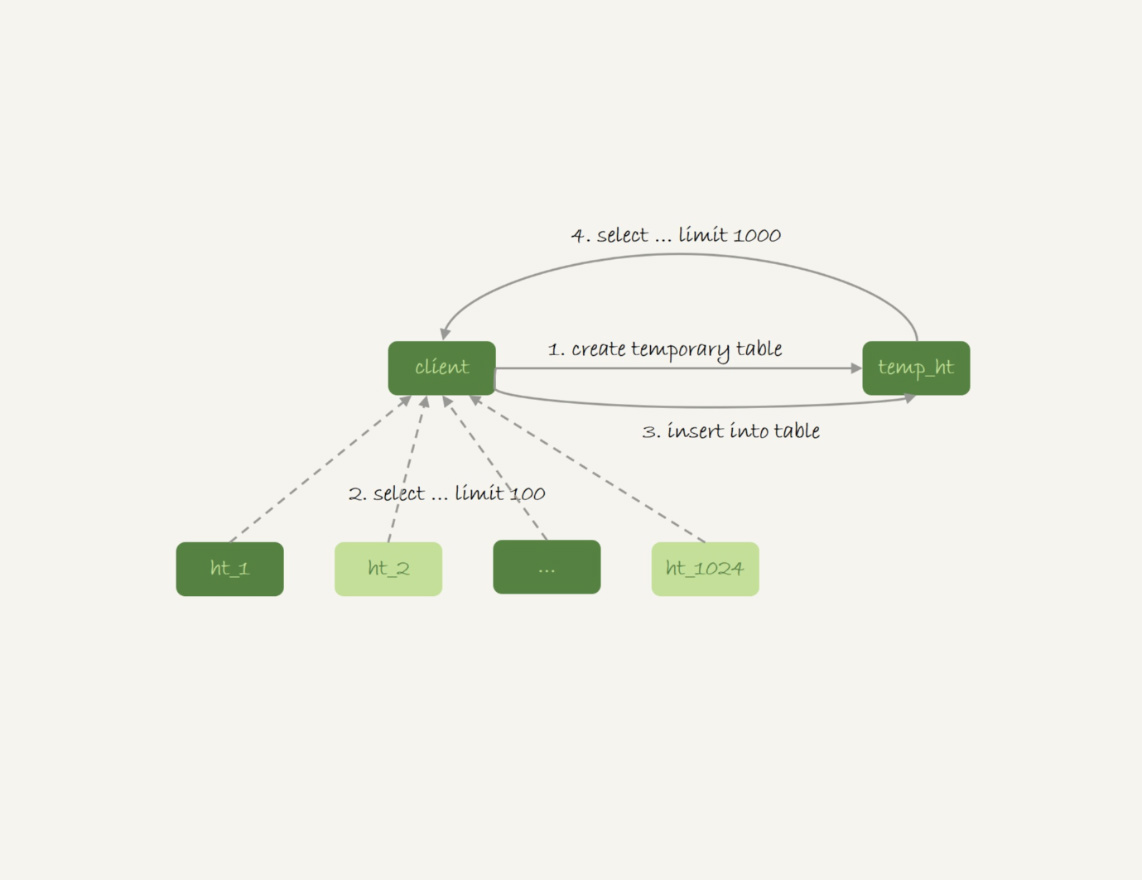 4. select ... limit 1000
client
1. create temporary table
temp_ht
3. insert into table
2. select ... limit 100
ht_1
ht_2
...
ht_1024